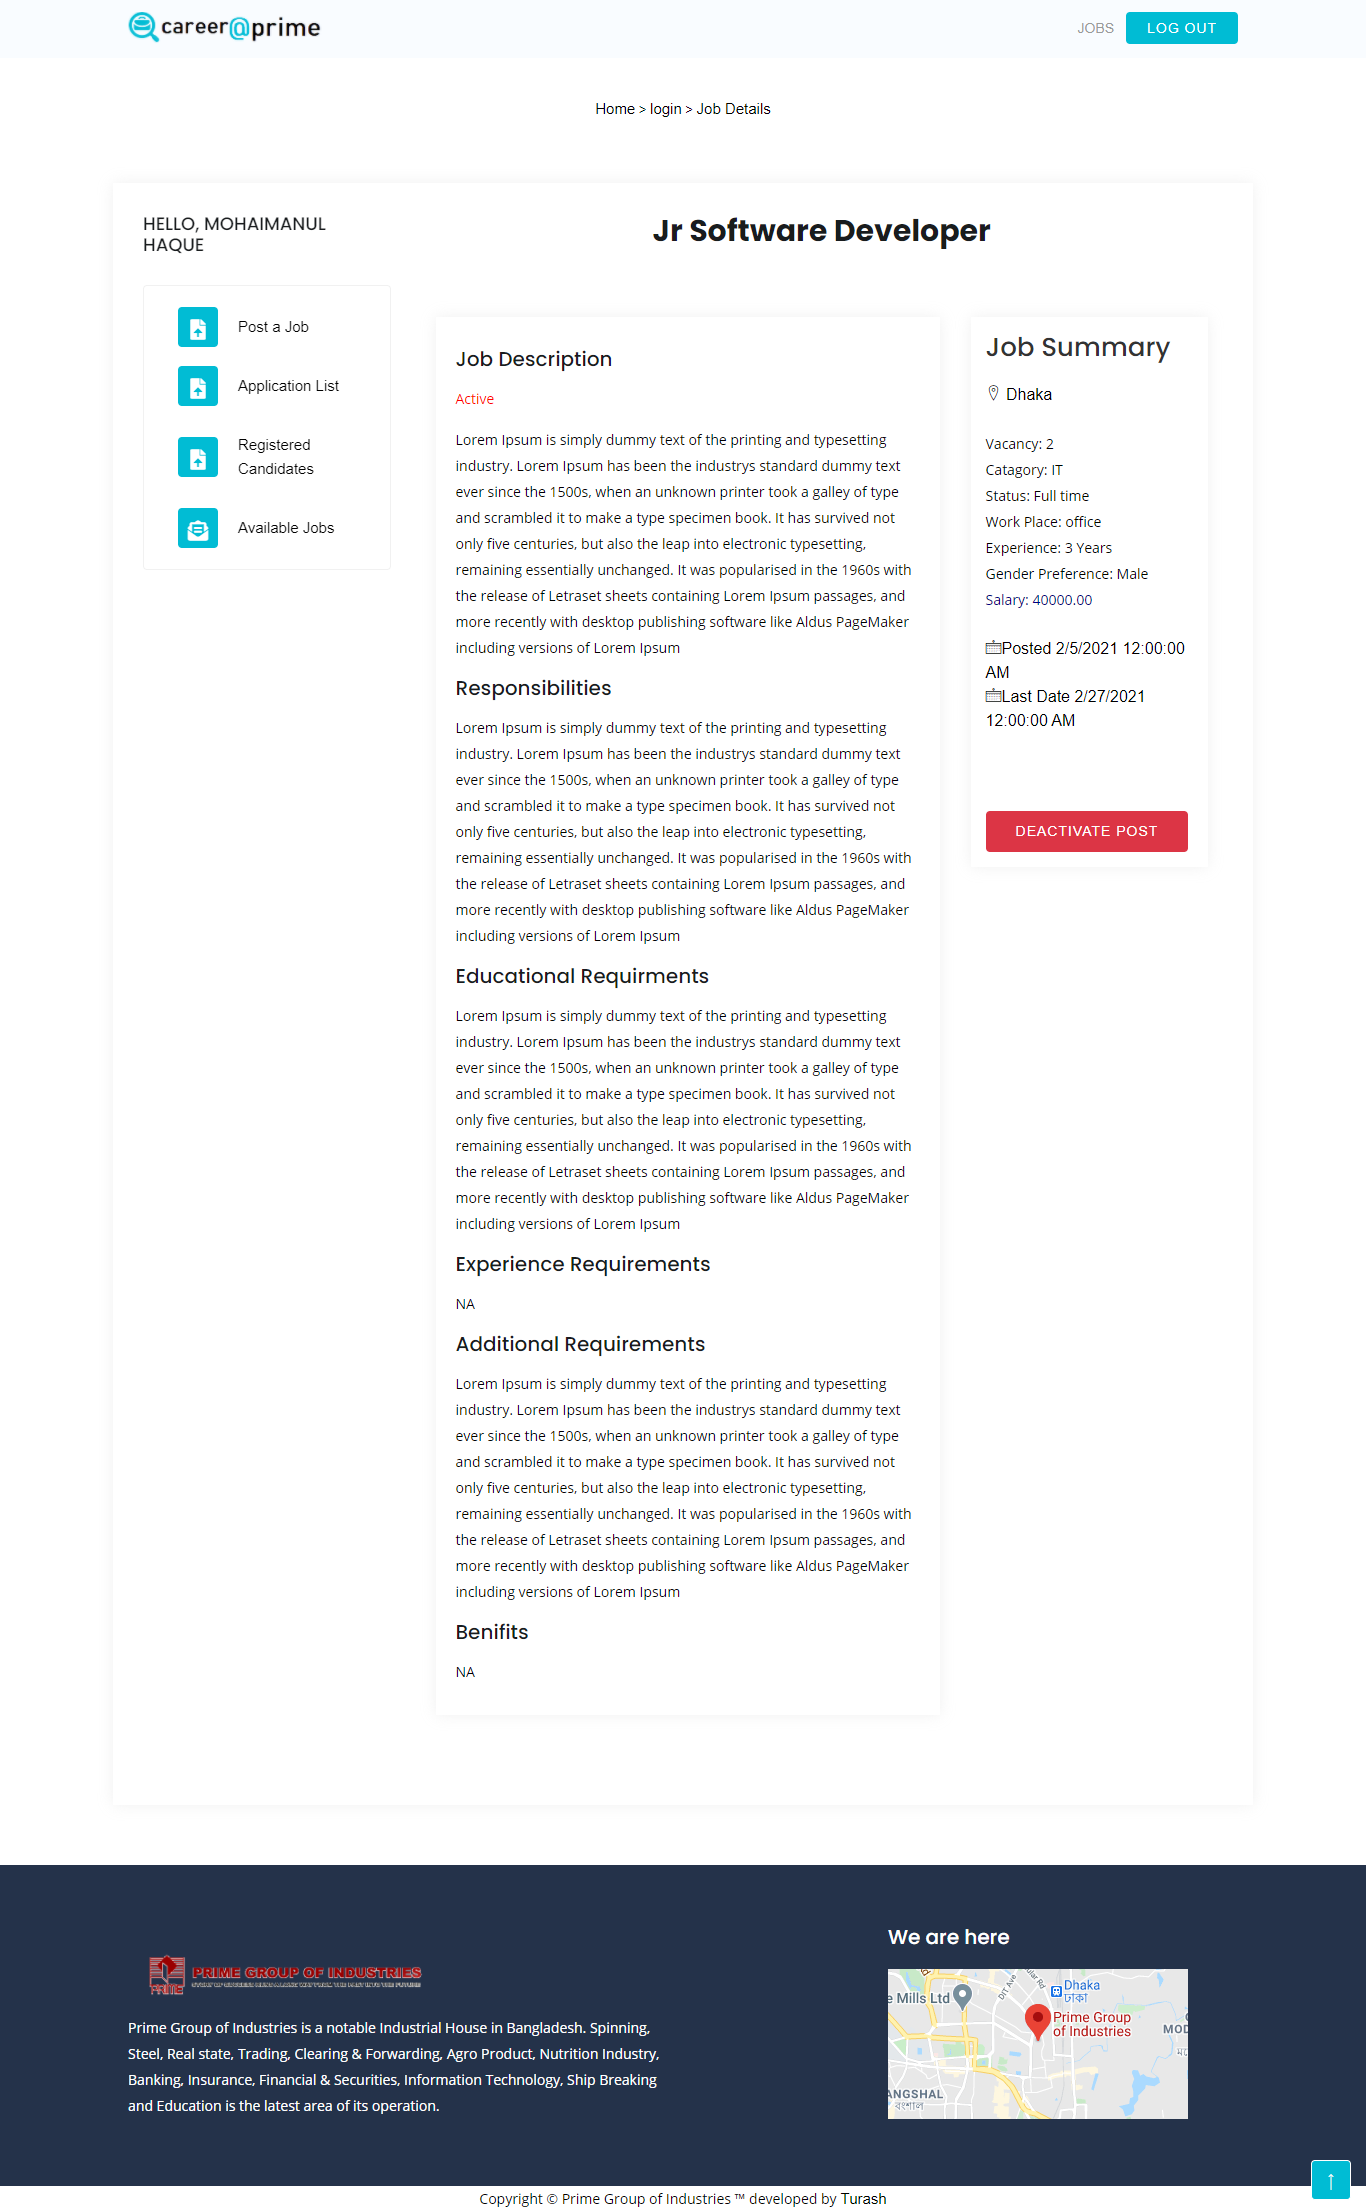 career@prime
JOBS
LOG OUT
Home > login > Job Details
HELLO, MOHAIMANUL
HAQUE
Post a Job
Application List
Registered
Candidates
Available Jobs
Jr Software Developer
Job Description
Active
Lorem Ipsum is simply dummy text of the printing and typesetting
industry. Lorem Ipsum has been the industrys standard dummy text
ever since the 1500s, when an unknown printer took a galley of type
and scrambled it to make a type specimen book. It has survived not
only five centuries, but also the leap into electronic typesetting,
remaining essentially unchanged. It was popularised in the 1960s with
the release of Letraset sheets containing Lorem Ipsum passages, and
more recently with desktop publishing software like Aldus PageMaker
including versions of Lorem Ipsum
Responsibilities
Lorem Ipsum is simply dummy text of the printing and typesetting
industry. Lorem Ipsum has been the industrys standard dummy text
ever since the 1500s, when an unknown printer took a galley of type
and scrambled it to make a type specimen book. It has survived not
only five centuries, but also the leap into electronic typesetting,
remaining essentially unchanged. It was popularised in the 1960s with
the release of Letraset sheets containing Lorem Ipsum passages, and
more recently with desktop publishing software like Aldus PageMaker
including versions of Lorem Ipsum
Educational Requirments
Lorem Ipsum is simply dummy text of the printing and typesetting
industry. Lorem Ipsum has been the industrys standard dummy text
ever since the 1500s, when an unknown printer took a galley of type
and scrambled it to make a type specimen book. It has survived not
only five centuries, but also the leap into electronic typesetting,
remaining essentially unchanged. It was popularised in the 1960s with
the release of Letraset sheets containing Lorem Ipsum passages, and
more recently with desktop publishing software like Aldus PageMaker
including versions of Lorem Ipsum
Experience Requirements
NA
Additional Requirements
Lorem Ipsum is simply dummy text of the printing and typesetting
industry. Lorem Ipsum has been the industrys standard dummy text
ever since the 1500s, when an unknown printer took a galley of type
and scrambled it to make a type specimen book. It has survived not
only five centuries, but also the leap into electronic typesetting,
remaining essentially unchanged. It was popularised in the 1960s with
the release of Letraset sheets containing Lorem Ipsum passages, and
more recently with desktop publishing software like Aldus PageMaker
including versions of Lorem Ipsum
Benifits
NA
Job Summary
Dhaka
Vacancy: 2
Catagory: IT
Status: Full time
Work Place: office
Experience: 3 Years
Gender Preference: Male
Salary: 40000.00
Posted 2/5/2021 12:00:00
AM
Last Date 2/27/2021
12:00:00 AM
DEACTIVATE POST
PRIME
PRIME GROUP OF INDUSTRIES
Prime Group of Industries is a notable Industrial House in Bangladesh. Spinning,
Steel, Real state, Trading, Clearing & Forwarding, Agro Product, Nutrition Industry,
Banking, Insurance, Financial & Securities, Information Technology, Ship Breaking
and Education is the latest area of its operation.
We are here
e Mills Ltd
DIT Ave
ular Rd
Dhaka
ঢাকা
Prime Group
of Industries
MOD
ANGSHAL
বংশাল
Copyright © Prime Group of Industries ™ developed by Turash